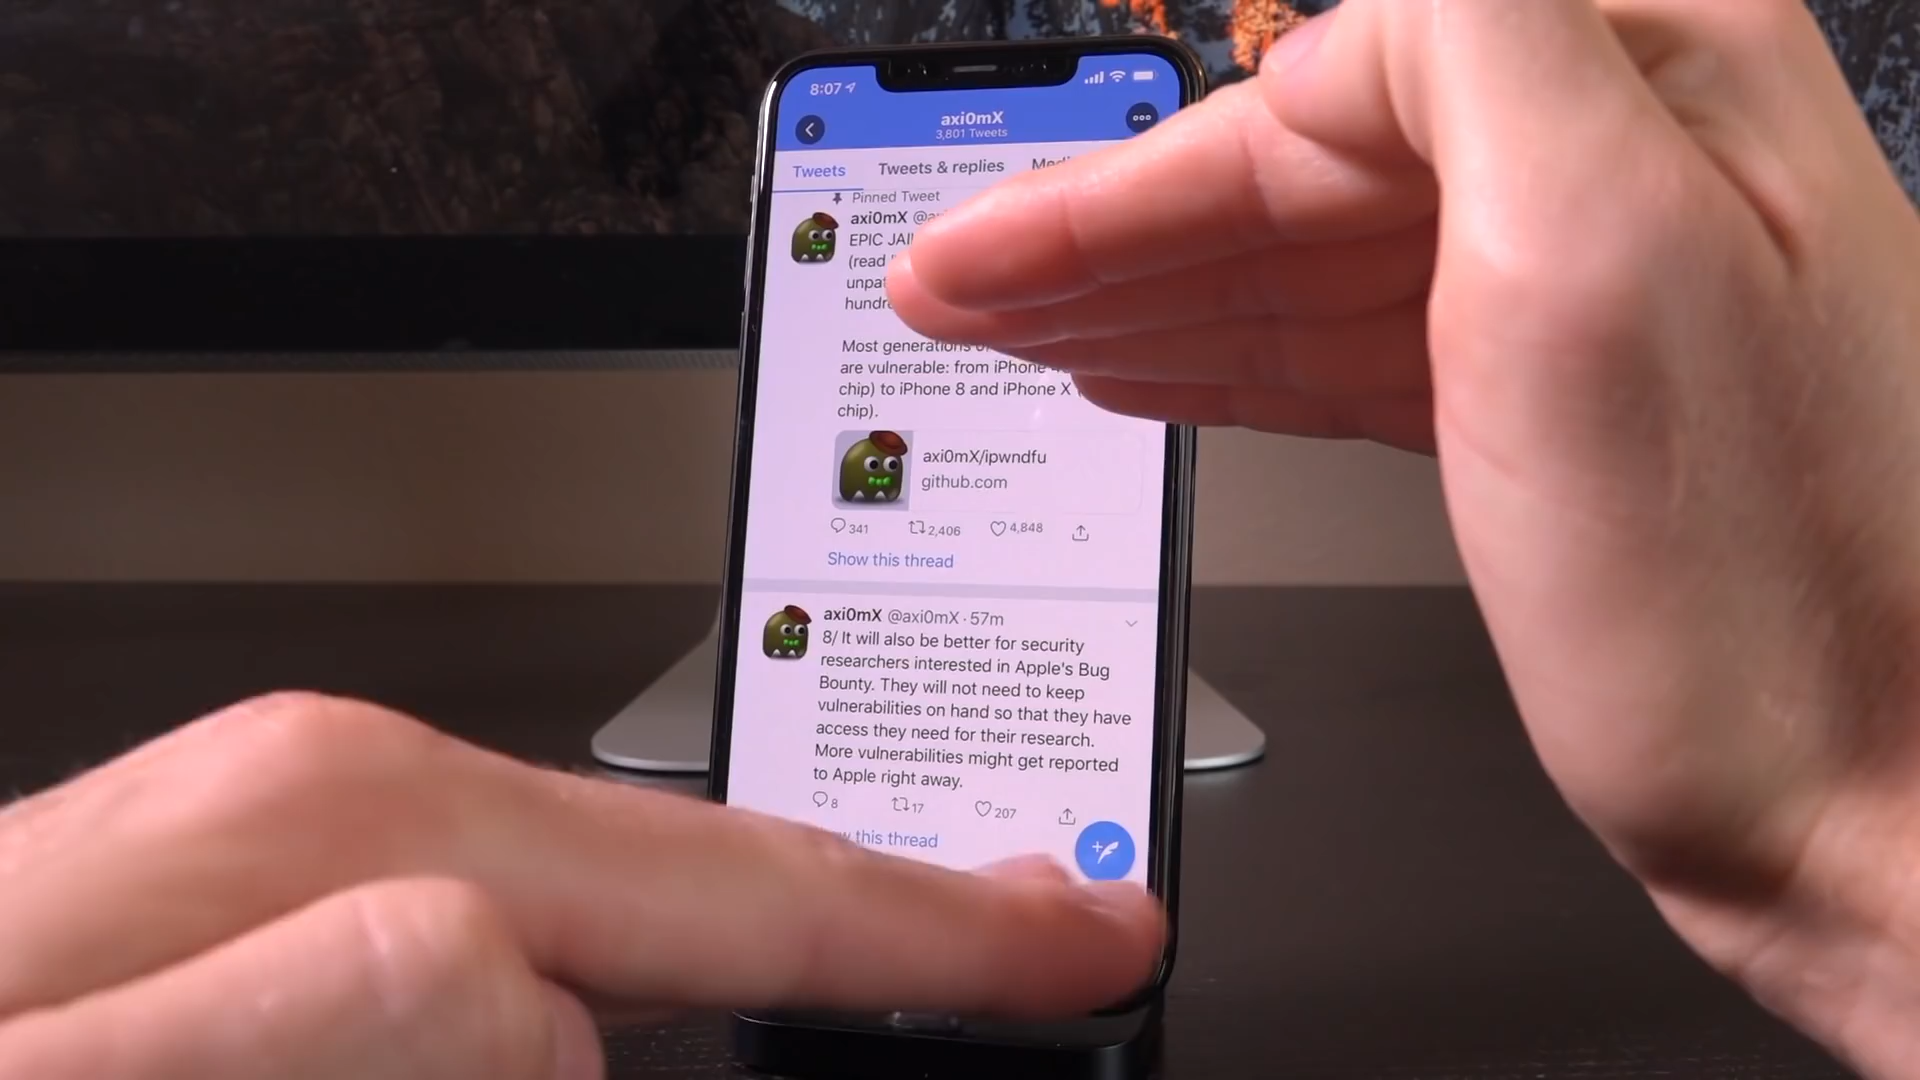 8:07
axi0mX
3,801 Tweets
Tweets Tweets & replies
Pinned Tweet
axi0mX
EPIC
(read
hundr
Most generations
are vulnerable: from iPhone
chip) to iPhone 8 and iPhone X
chip).
axi0mX/ipwndfu
github.com
341 2,406 4,848
Show this thread
axi0mX @axi0mX · 57m
8/ It will also be better for security
researchers interested in Apple's Bug
Bounty. They will not need to keep
vulnerabilities on hand so that they have
access they need for their research.
More vulnerabilities might get reported
to Apple right away.
8 17 207
this thread